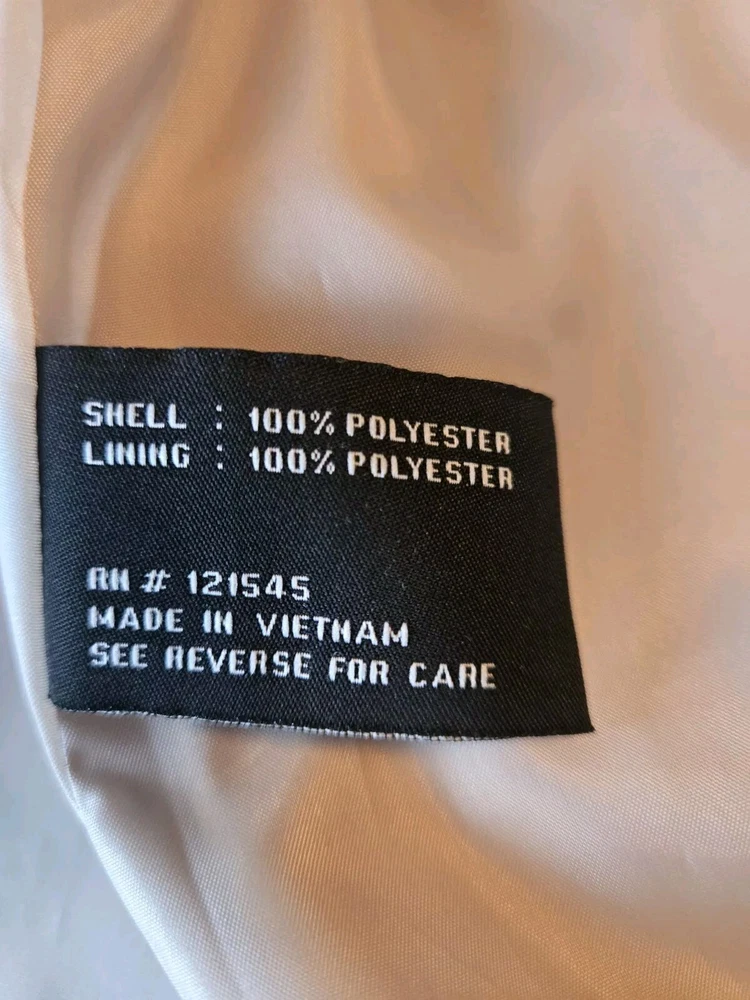 SHELL : 100% POLYESTER
LINING : 100% POLYESTER
RN # 121545
MADE IN VIETNAM
SEE REVERSE FOR CARE